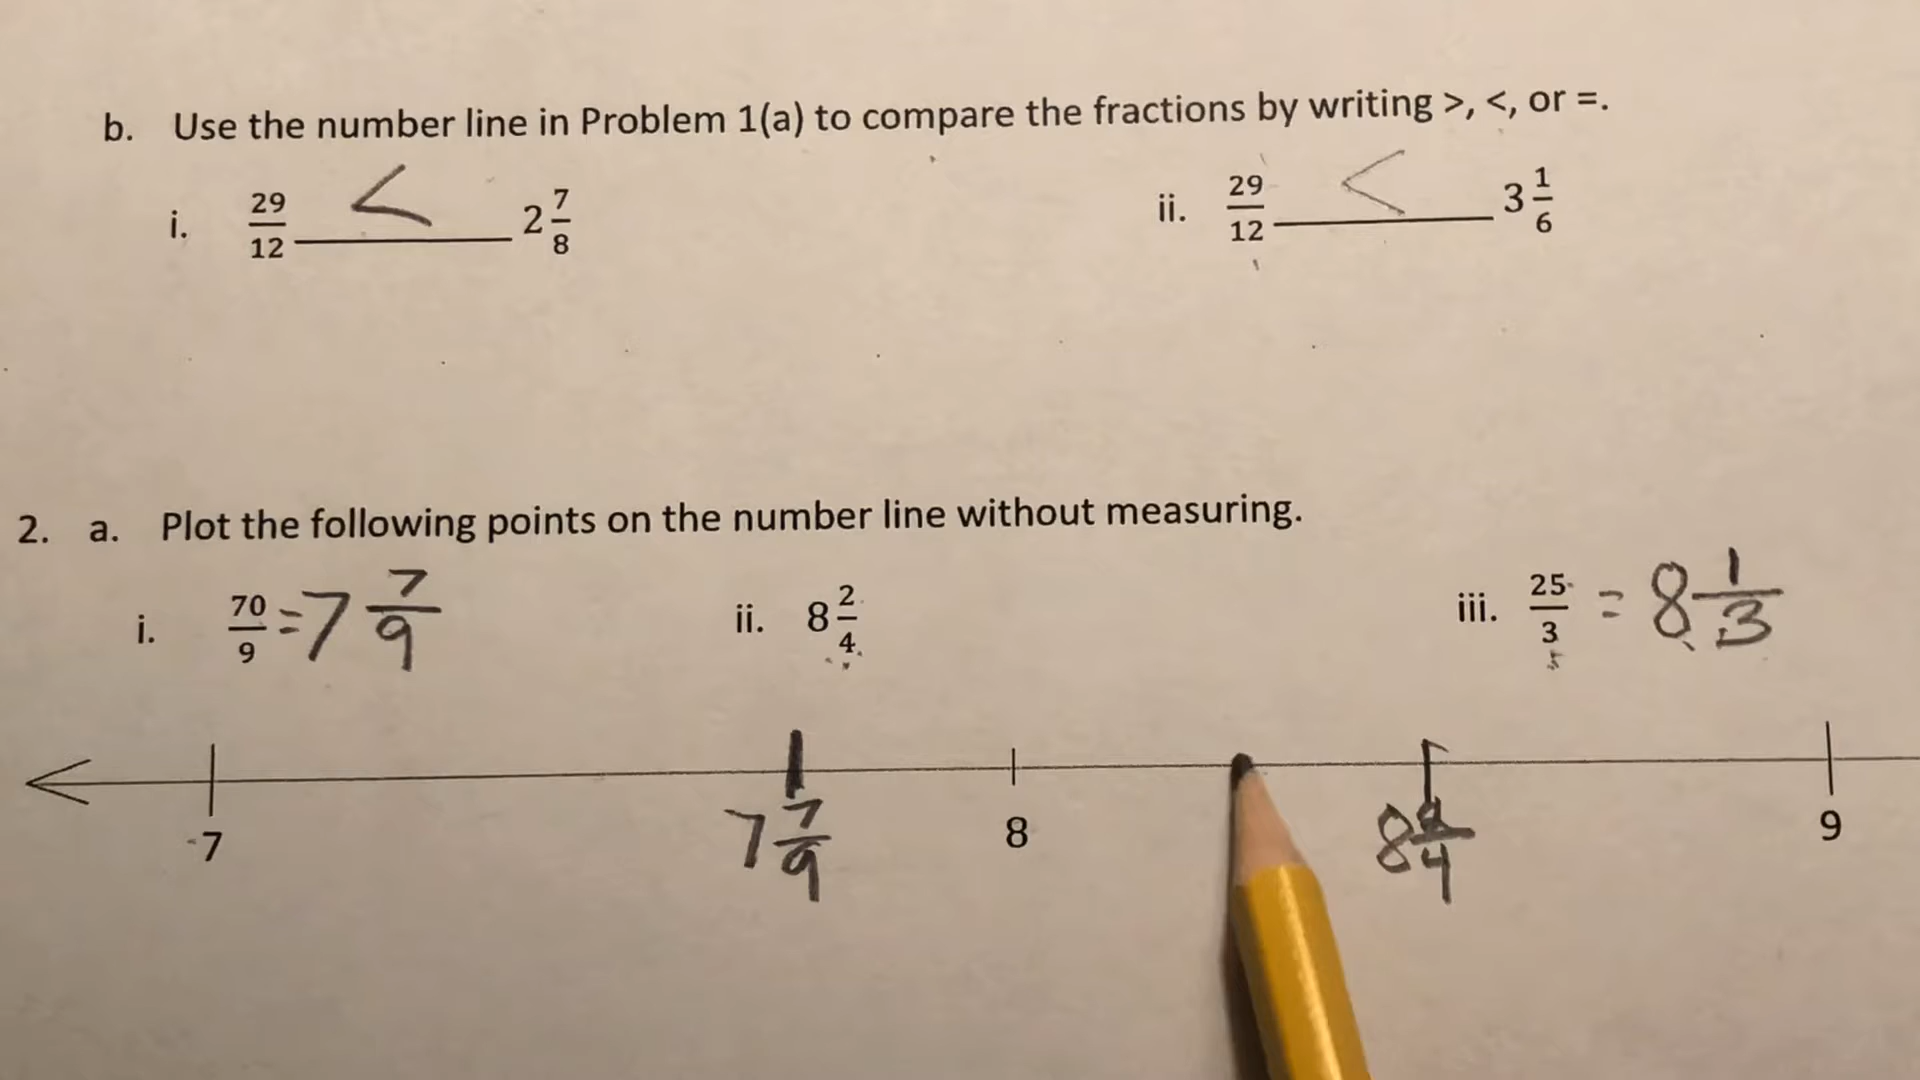 b. Use the number line in Problem 1(a) to compare the fractions by writing >, <, or =.
i. 29/12 < 2 7/8 ii. 29/12 < 3 1/6
2. a. Plot the following points on the number line without measuring.
i. 70/9 = 7 7/9 ii. 8 2/4 iii. 25/3 = 8 1/3
7 7 7/9 8 8 2/4 9